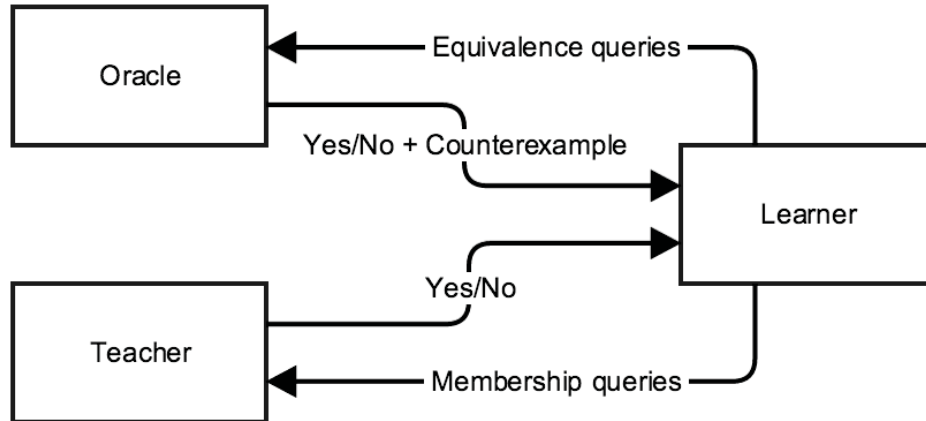 Equivalence queries
Oracle
Yes/No + Counterexample
Learner
Yes/No
Teacher
Membership queries